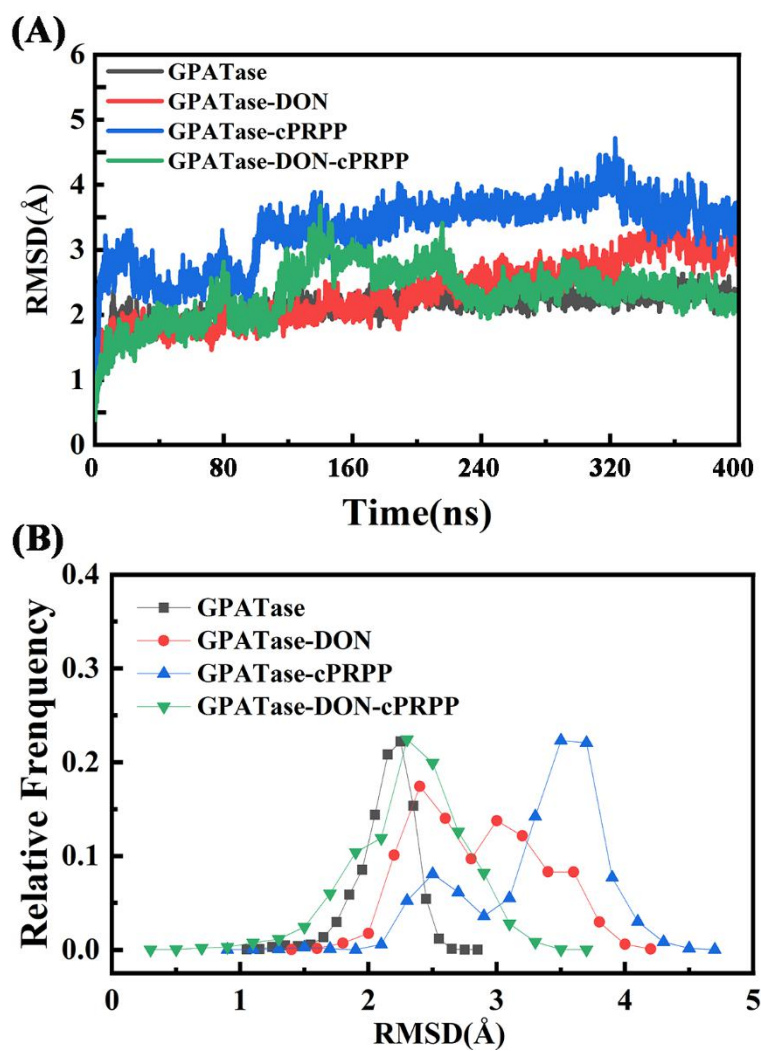 (A)
6
5
4
3
2
1
0
RMSD(Å)
GPATase
GPATase-DON
GPATase-cPRPP
GPATase-DON-cPRPP
0 80 160 240 320 400
Time(ns)
(B)
0.4
0.3
0.2
0.1
0.0
Relative Frenquency
GPATase
GPATase-DON
GPATase-cPRPP
GPATase-DON-cPRPP
0 1 2 3 4 5
RMSD(Å)